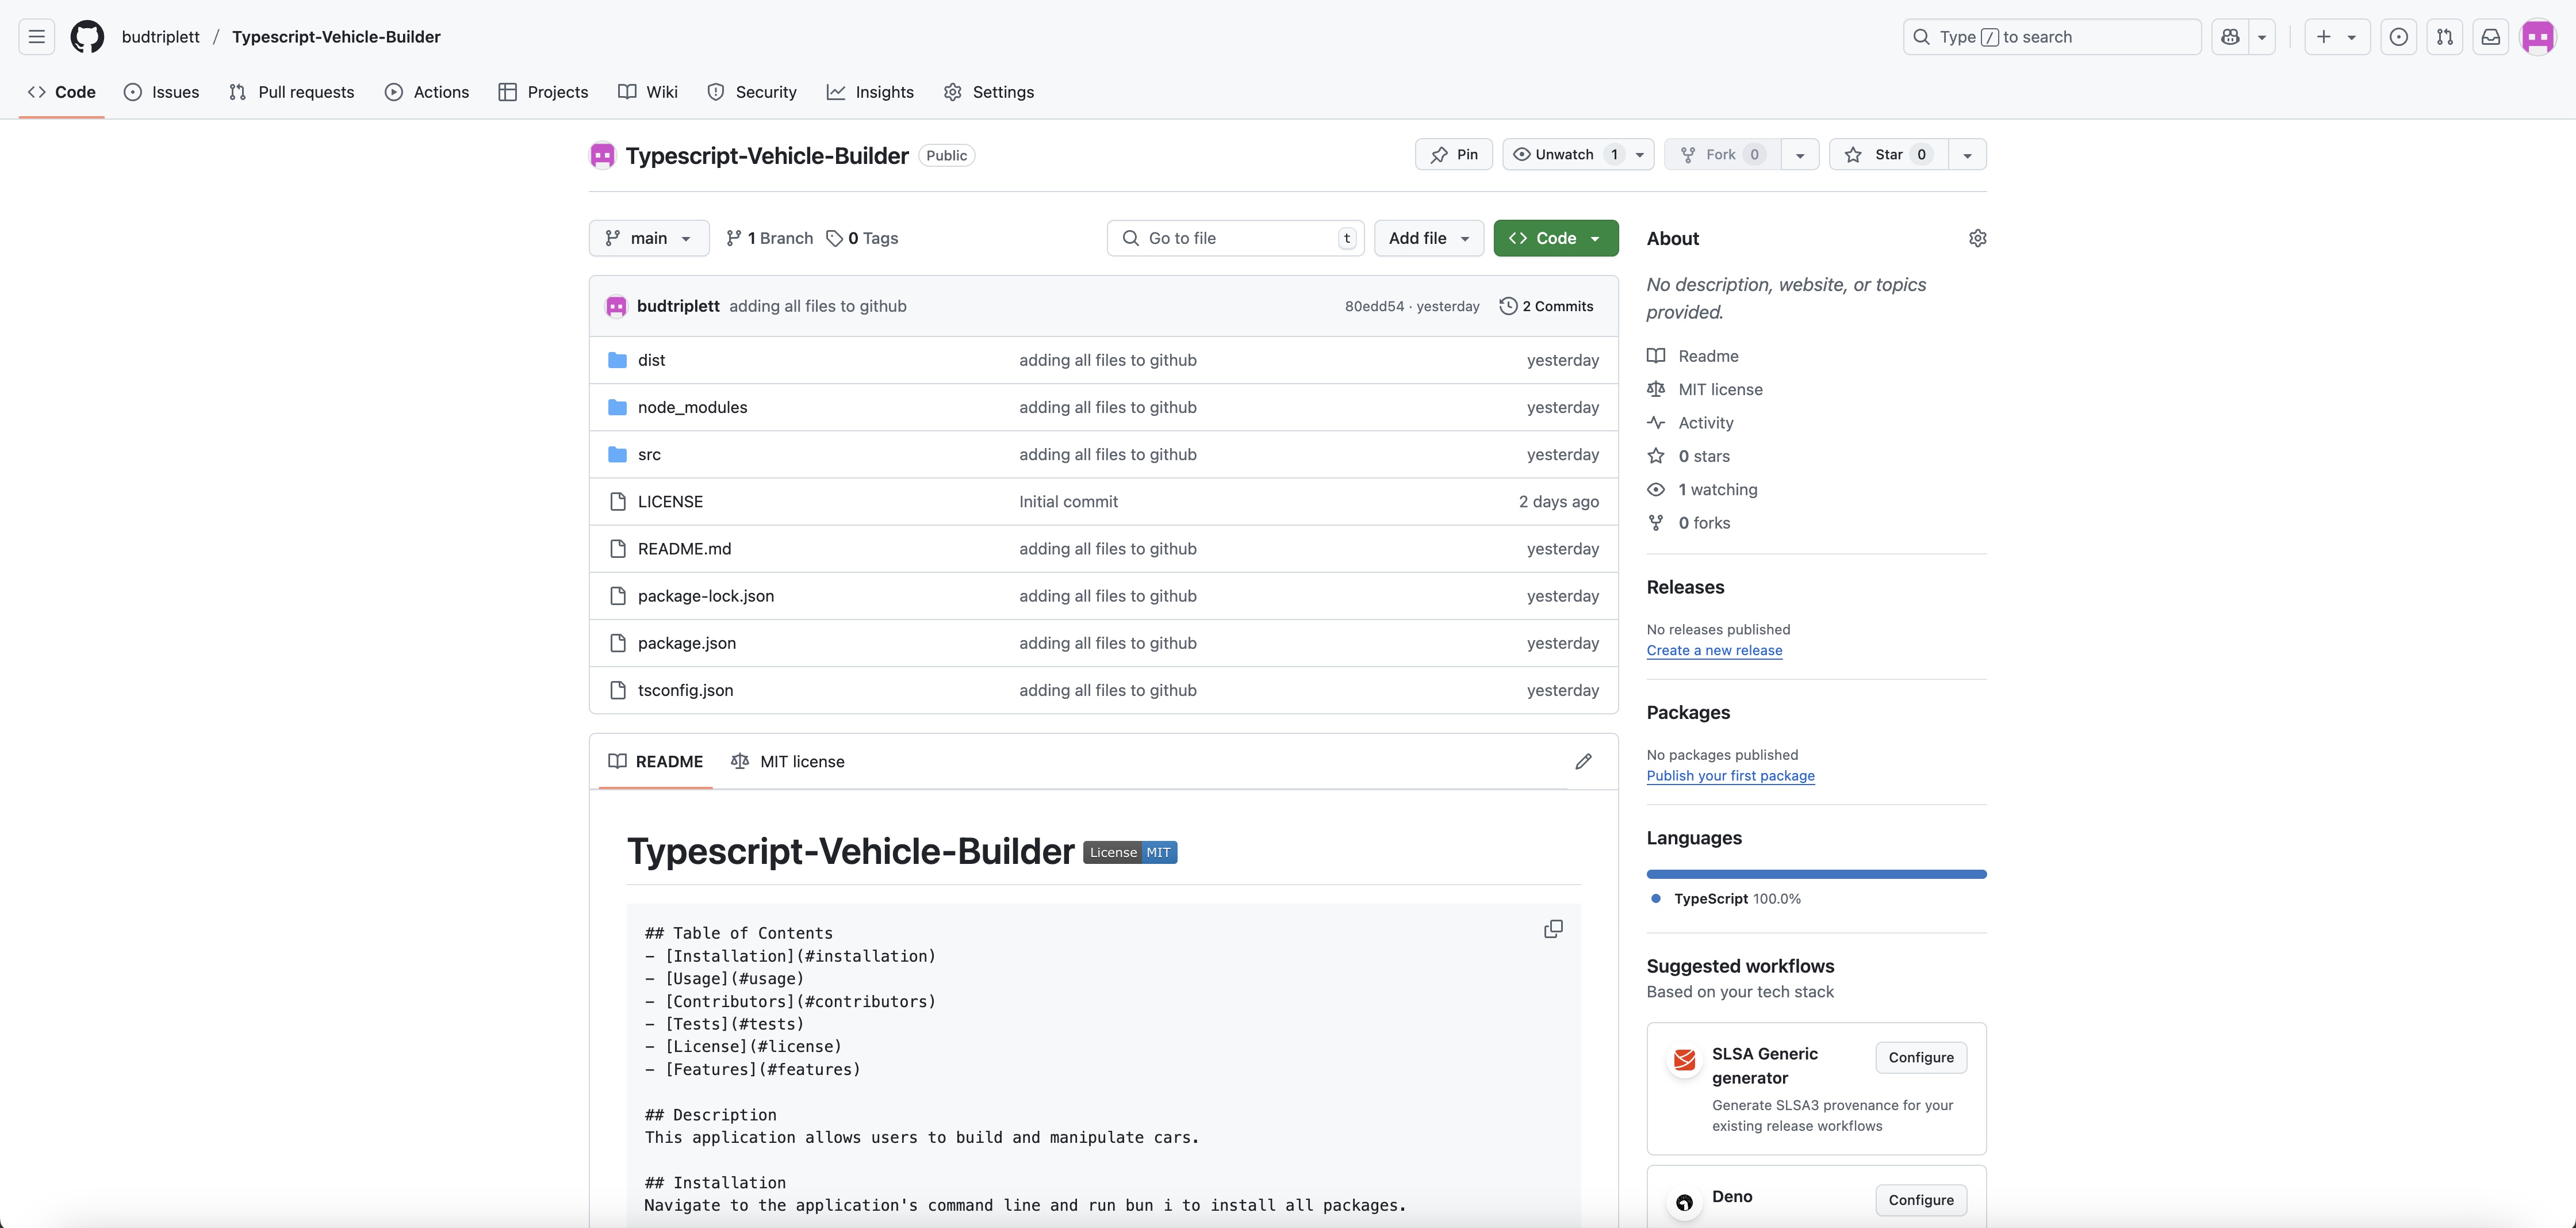 budtriplett / Typescript-Vehicle-Builder
Type / to search
Code Issues Pull requests Actions Projects Wiki Security Insights Settings
Typescript-Vehicle-Builder Public
Pin Unwatch 1 Fork 0 Star 0
main 1 Branch 0 Tags Go to file t Add file Code
budtriplett adding all files to github 80edd54 · yesterday 2 Commits
dist adding all files to github yesterday
node_modules adding all files to github yesterday
src adding all files to github yesterday
LICENSE Initial commit 2 days ago
README.md adding all files to github yesterday
package-lock.json adding all files to github yesterday
package.json adding all files to github yesterday
tsconfig.json adding all files to github yesterday
README MIT license
Typescript-Vehicle-Builder License MIT
## Table of Contents
- [Installation](#installation)
- [Usage](#usage)
- [Contributors](#contributors)
- [Tests](#tests)
- [License](#license)
- [Features](#features)
## Description
This application allows users to build and manipulate cars.
## Installation
Navigate to the application's command line and run bun i to install all packages.
About
No description, website, or topics
provided.
Readme
MIT license
Activity
0 stars
1 watching
0 forks
Releases
No releases published
Create a new release
Packages
No packages published
Publish your first package
Languages
TypeScript 100.0%
Suggested workflows
Based on your tech stack
SLSA Generic
generator
Configure
Generate SLSA3 provenance for your
existing release workflows
Deno
Configure